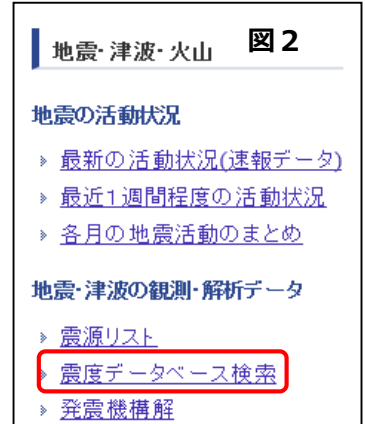 地震・津波・火山 図２
地震の活動状況
» 最新の活動状況(速報データ)
» 最近1週間程度の活動状況
» 各月の地震活動のまとめ
地震・津波の観測・解析データ
» 震源リスト
» 震度データベース検索
» 発震機構解